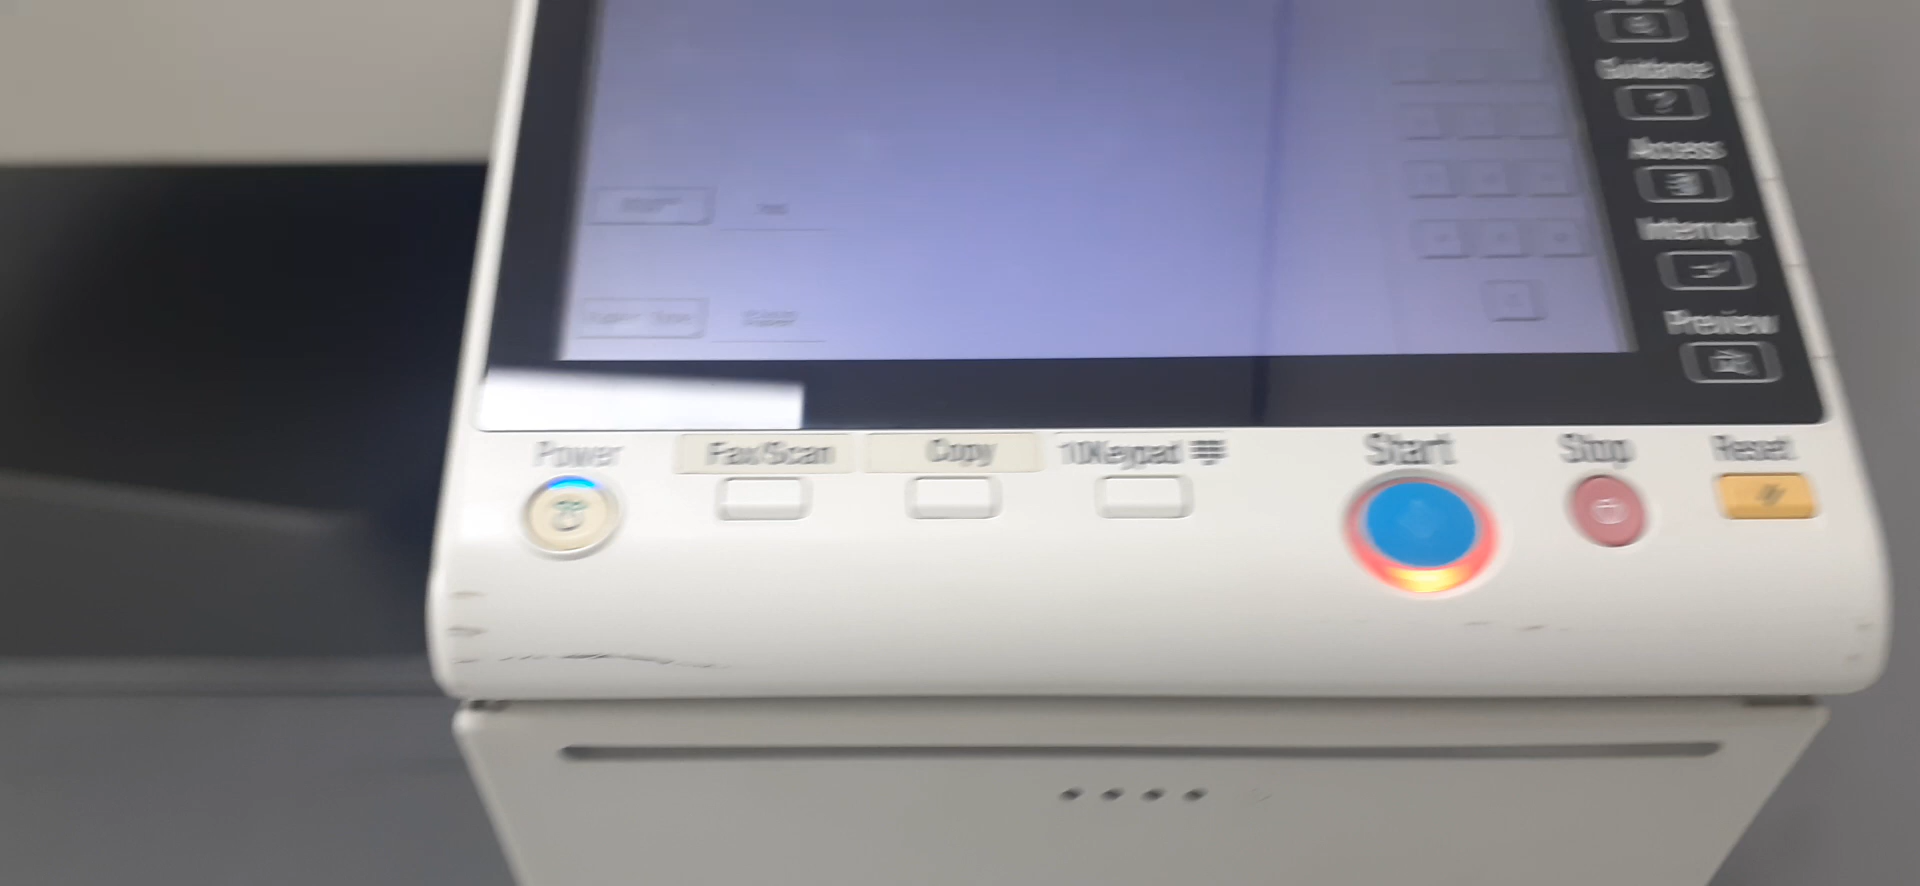 Guidance
Access
Interrupt
Preview
Power
Fax/Scan
Copy
10Keypad
Start
Stop
Reset